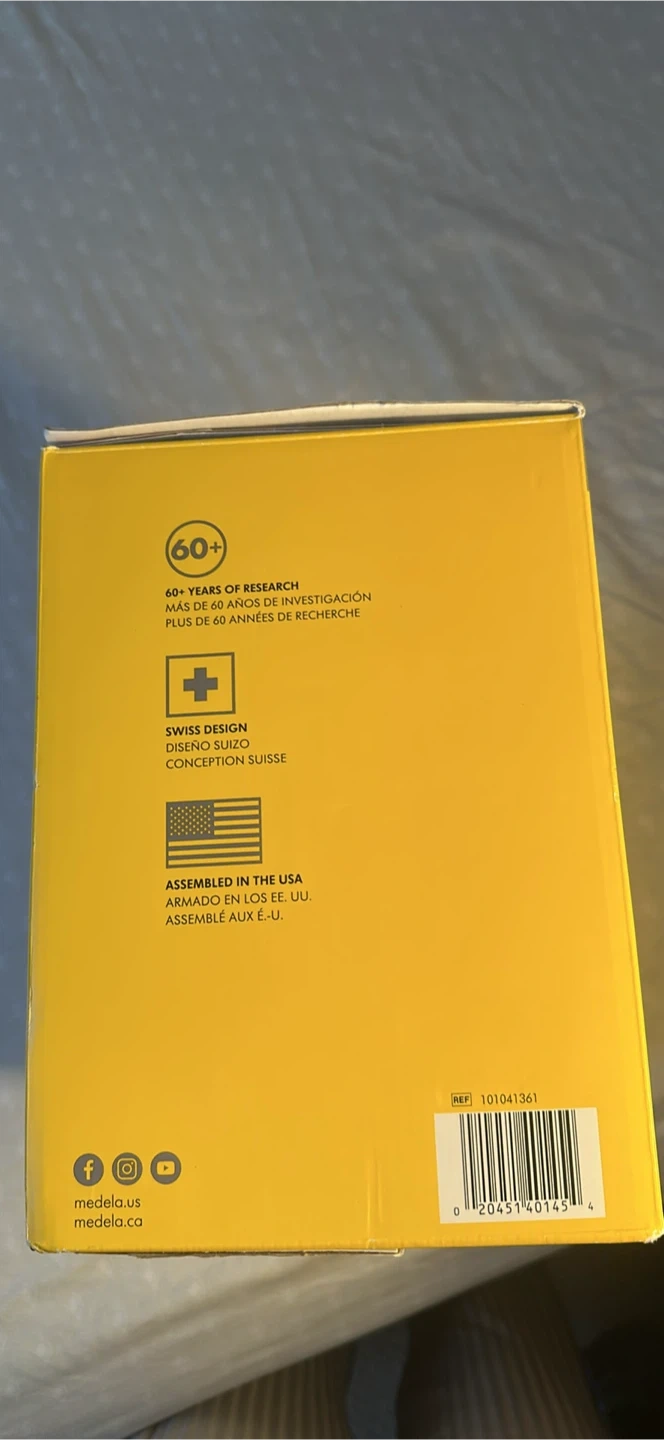 60+
60+ YEARS OF RESEARCH
MÁS DE 60 AÑOS DE INVESTIGACIÓN
PLUS DE 60 ANNÉES DE RECHERCHE
SWISS DESIGN
DISEÑO SUIZO
CONCEPTION SUISSE
ASSEMBLED IN THE USA
ARMADO EN LOS EE. UU.
ASSEMBLÉ AUX É.-U.
REF 101041361
0 20451 40145 4
medela.us
medela.ca